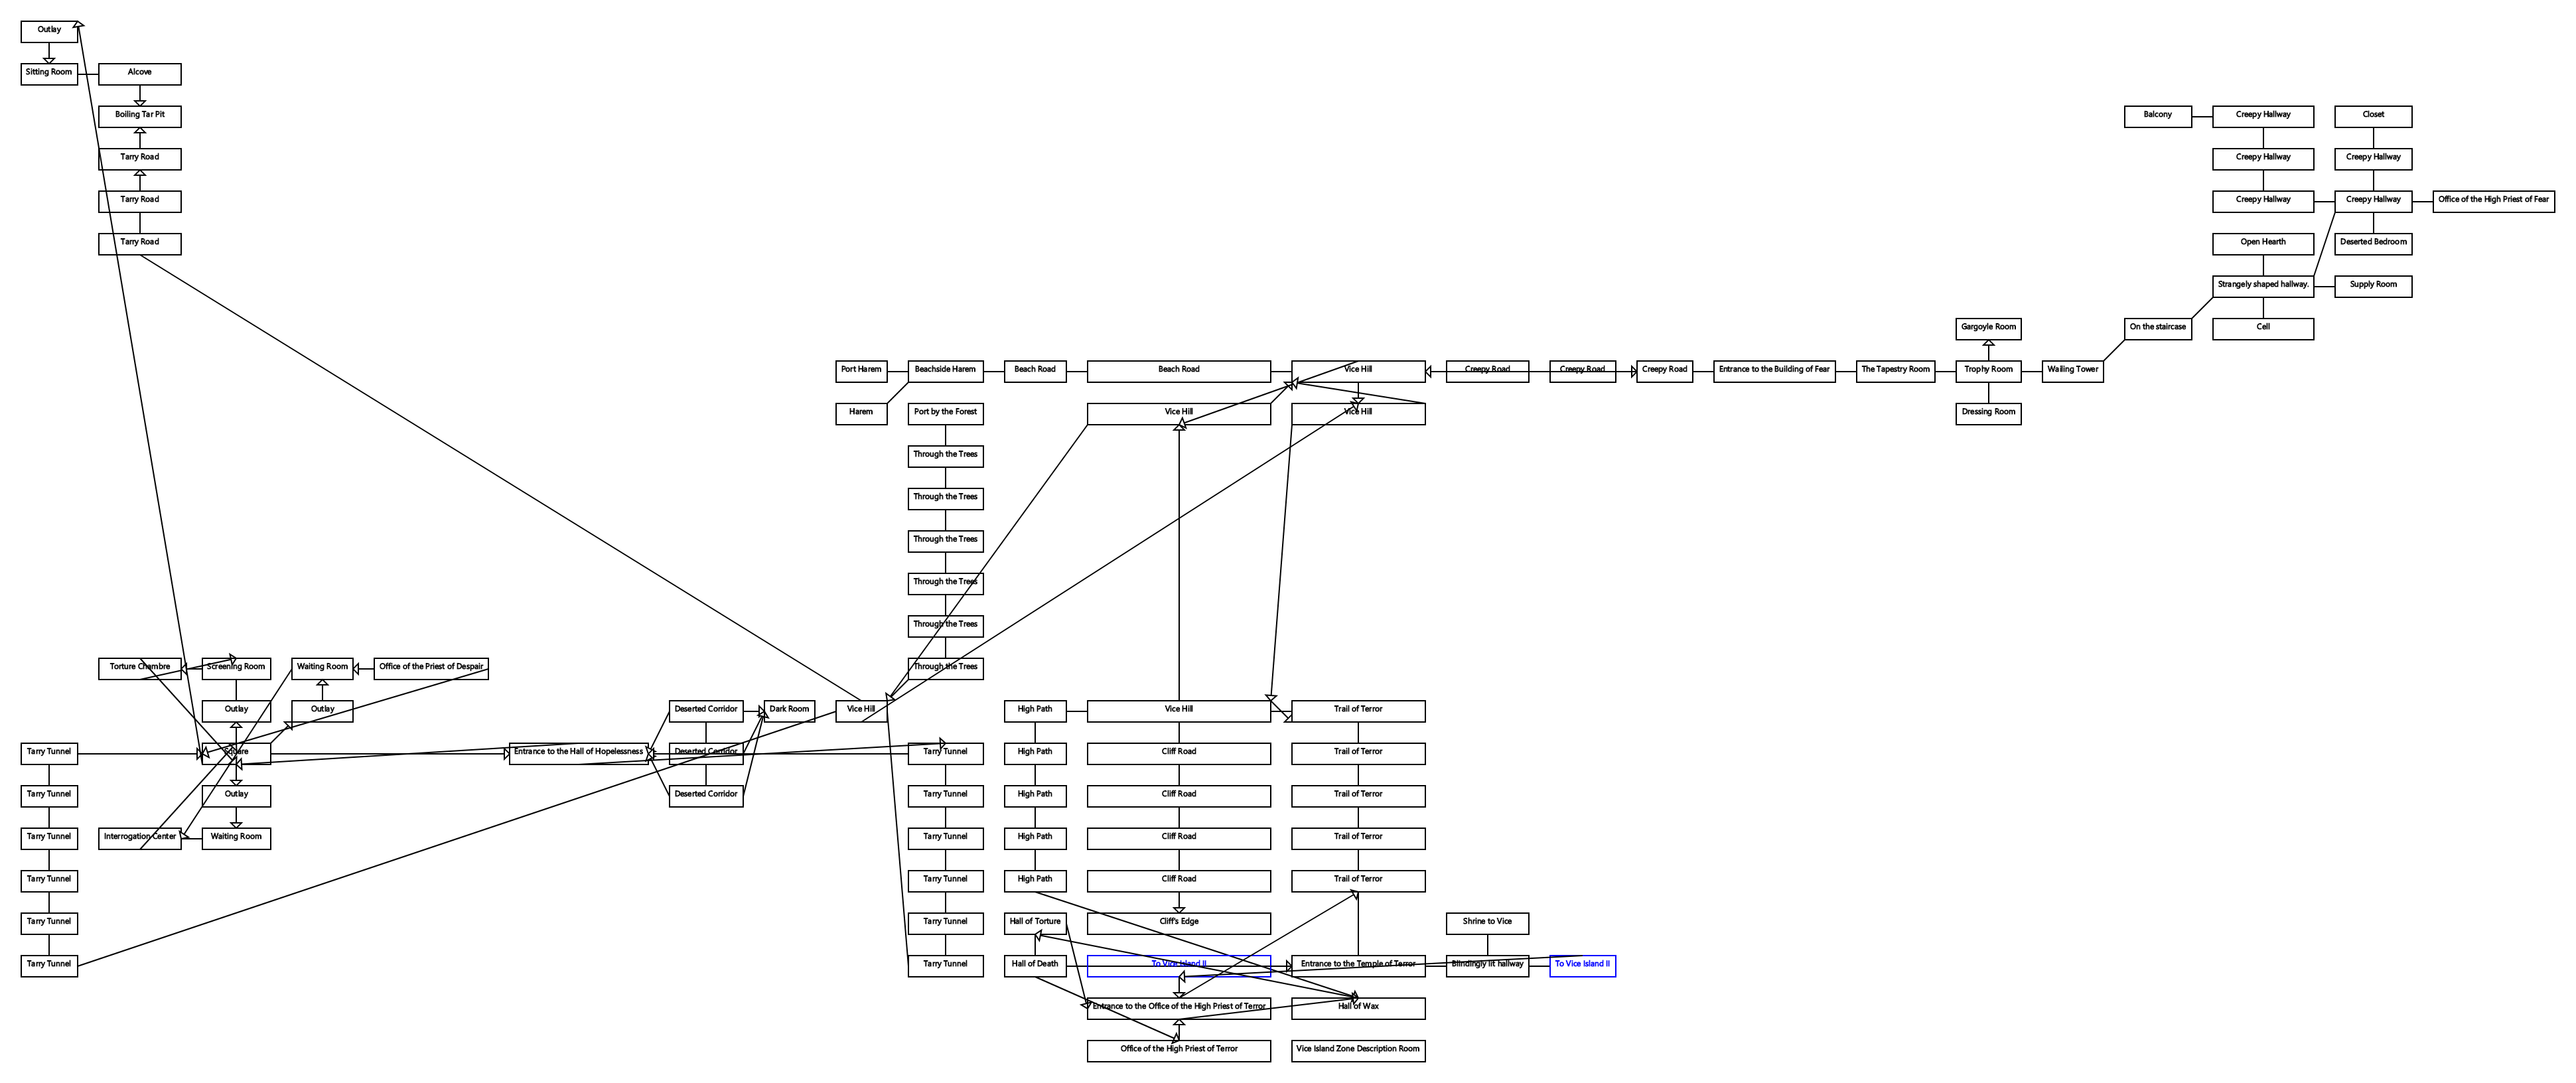 Outlay
Sitting Room
Alcove
Boiling Tar Pit
Balcony
Creepy Hallway
Closet
Tarry Road
Creepy Hallway
Creepy Hallway
Tarry Road
Creepy Hallway
Creepy Hallway
Office of the High Priest of Fear
Tarry Road
Open Hearth
Deserted Bedroom
Strangely shaped hallway.
Supply Room
Gargoyle Room
On the staircase
Cell
Port Harem
Beachside Harem
Beach Road
Beach Road
Vice Hill
Creepy Road
Creepy Road
Creepy Road
Entrance to the Building of Fear
The Tapestry Room
Trophy Room
Wailing Tower
Harem
Port by the Forest
Vice Hill
Vice Hill
Dressing Room
Through the Trees
Through the Trees
Through the Trees
Through the Trees
Through the Trees
Torture Chambre
Screening Room
Waiting Room
Office of the Priest of Despair
Through the Trees
Outlay
Outlay
Deserted Corridor
Dark Room
Vice Hill
High Path
Vice Hill
Trail of Terror
Tarry Tunnel
Square
Entrance to the Hall of Hopelessness
Deserted Corridor
Tarry Tunnel
High Path
Cliff Road
Trail of Terror
Tarry Tunnel
Outlay
Deserted Corridor
Tarry Tunnel
High Path
Cliff Road
Trail of Terror
Tarry Tunnel
Interrogation Center
Waiting Room
Tarry Tunnel
High Path
Cliff Road
Trail of Terror
Tarry Tunnel
Tarry Tunnel
High Path
Cliff Road
Trail of Terror
Tarry Tunnel
Tarry Tunnel
Hall of Torture
Cliff's Edge
Shrine to Vice
Tarry Tunnel
Tarry Tunnel
Hall of Death
To Vice Island II
Entrance to the Temple of Terror
Blindingly lit hallway
To Vice Island II
Entrance to the Office of the High Priest of Terror
Hall of Wax
Office of the High Priest of Terror
Vice Island Zone Description Room